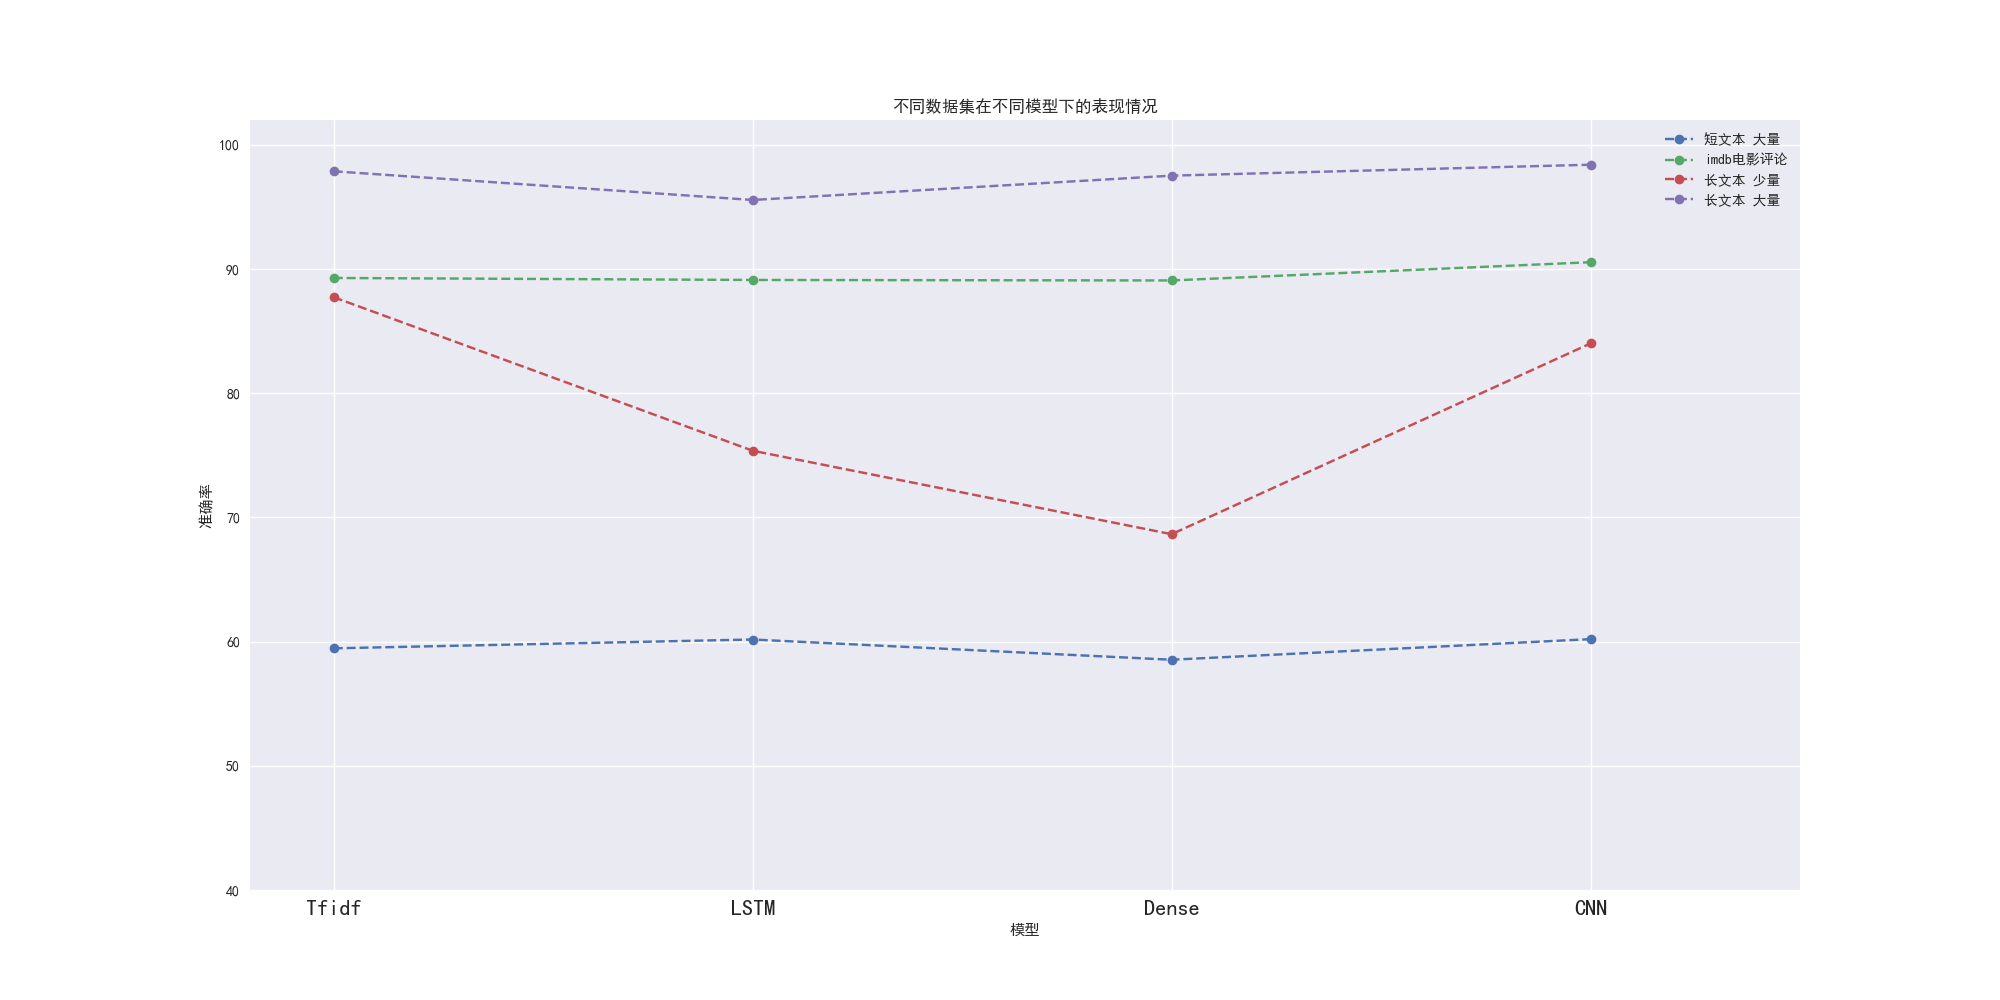 不同数据集在不同模型下的表现情况
短文本 大量
imdb电影评论
长文本 少量
长文本 大量
100
90
80
70
60
50
40
准确率
Tfidf LSTM Dense CNN
模型